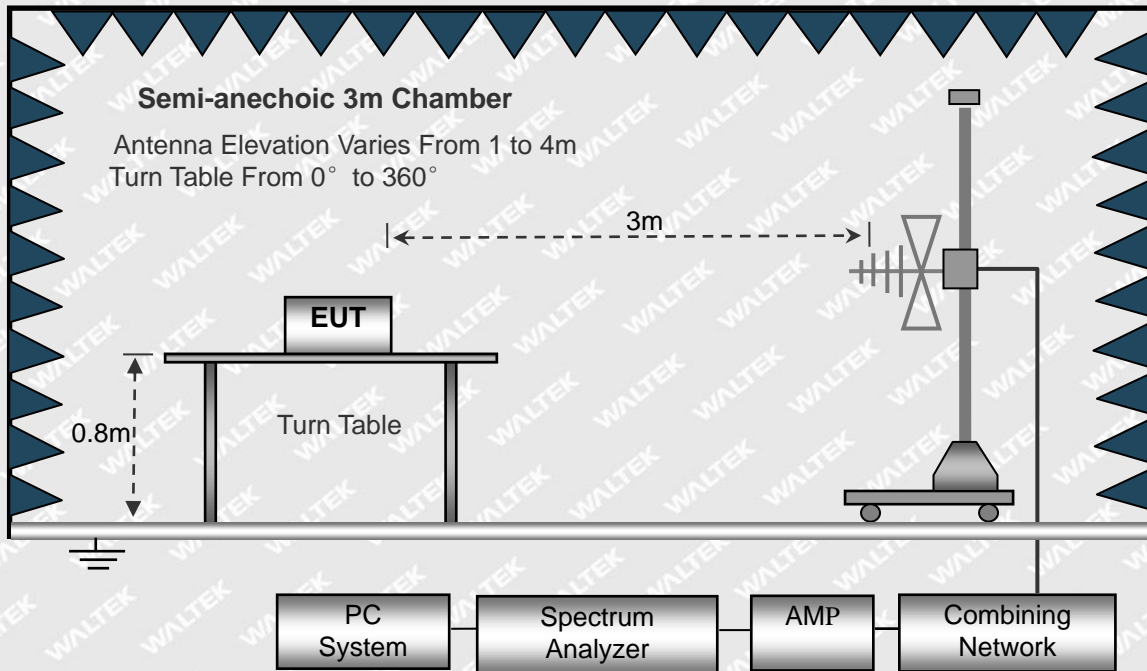 Semi-anechoic 3m Chamber
Antenna Elevation Varies From 1 to 4m
Turn Table From 0° to 360°
3m
EUT
0.8m
Turn Table
PC
System
Spectrum
Analyzer
AMP
Combining
Network
WALTEK